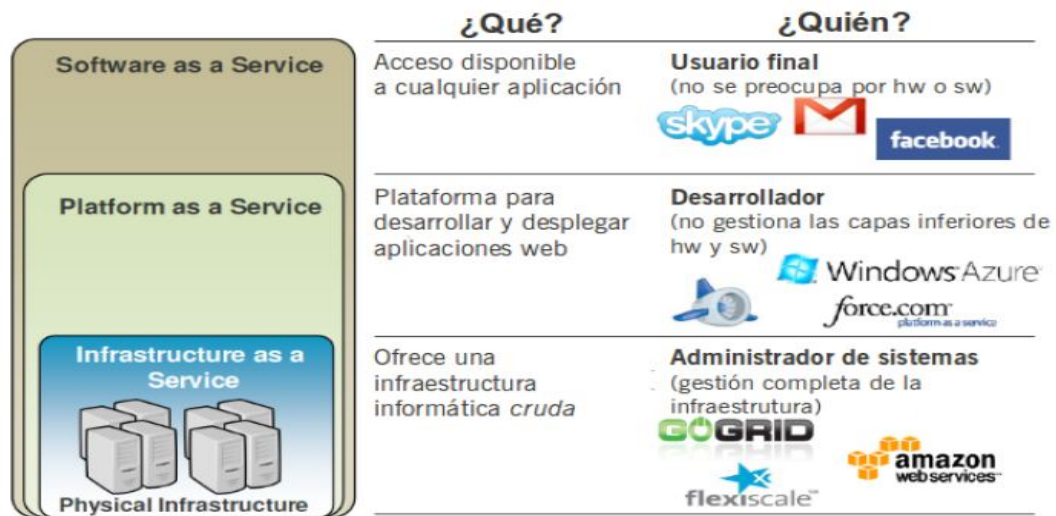 ¿Qué?
¿Quién?
Software as a Service
Acceso disponible
a cualquier aplicación
Usuario final
(no se preocupa por hw o sw)
skype
facebook
Platform as a Service
Plataforma para
desarrollar y desplegar
aplicaciones web
Desarrollador
(no gestiona las capas inferiores de
hw y sw)
Windows Azure
force.com
platform as a service
Infrastructure as a
Service
Physical Infrastructure
Ofrece una
infraestructura
informática cruda
Administrador de sistemas
(gestión completa de la
infraestrutura)
GOGRID
flexiscale
amazon
webservices